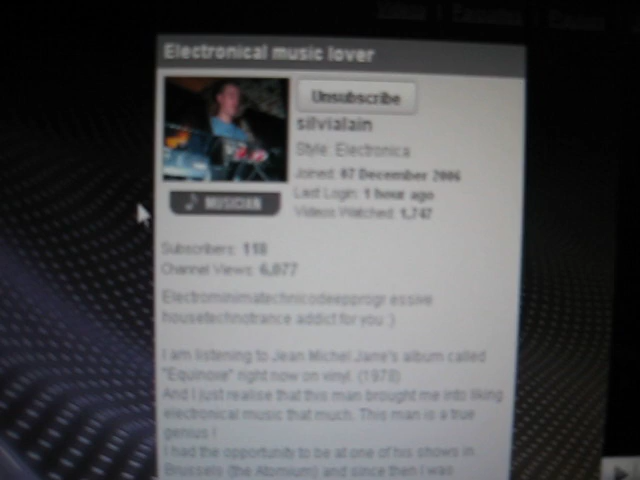 Electronical music lover
Unsubscribe
silvialain
Style: Electronica
Joined: 07 December 2006
Last Login: 1 hour ago
Videos Watched: 1,747
MUSICIAN
Subscribers: 118
Channel Views: 6,077
Electrominimaltechnicodeepprogr essive
housetechnotrance addict for you :)
I am listening to Jean Michel Jarre's album called
"Equinoxe" right now on vinyl. (1978)
And I just realise that this man brought me into liking
electronical music that much. This man is a true
genius !
I had the opportunity to be at one of his shows in
Brussels (the Atomium) and since then I was